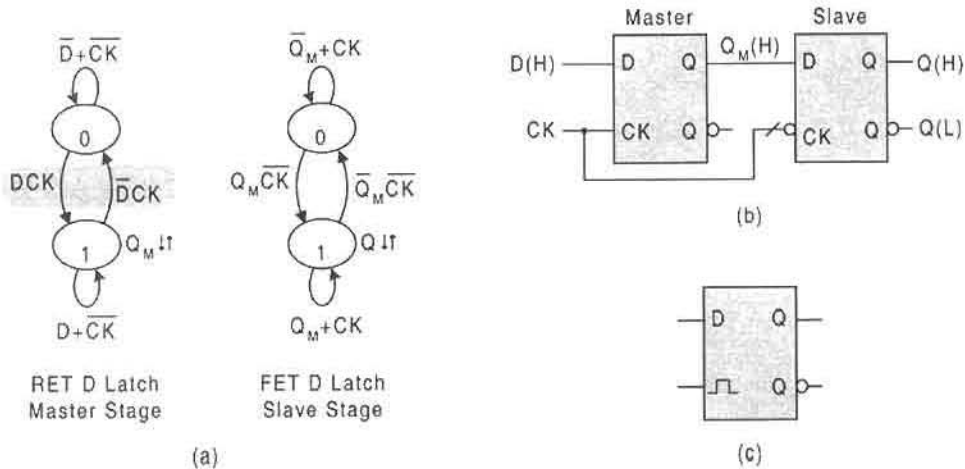 D̅+C̅K̅
0
DCK
D̅CK
1
Q_M↓↑
D+C̅K̅
RET D Latch
Master Stage
Q̅_M+CK
0
Q_MC̅K̅
Q̅_MC̅K̅
1
Q↓↑
Q_M+CK
FET D Latch
Slave Stage
(a)
Master
Slave
D(H)
D
Q
Q_M(H)
D
Q
Q(H)
CK
CK
Q
CK
Q
Q(L)
(b)
D
Q
Q
(c)